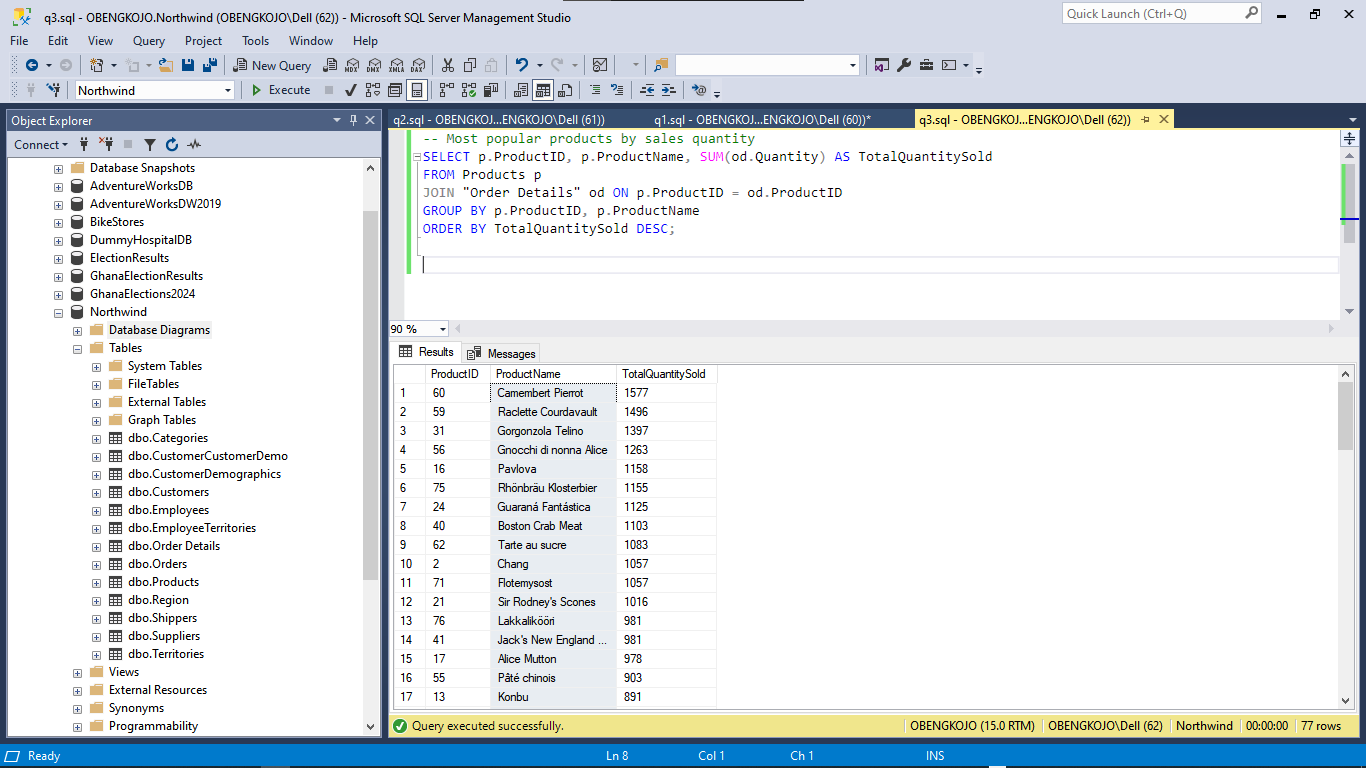 q3.sql - OBENGKOJO.Northwind (OBENGKOJO\Dell (62)) - Microsoft SQL Server Management Studio
Quick Launch (Ctrl+Q)
File Edit View Query Project Tools Window Help
New Query MDX DMX XMLA DAX
Northwind Execute
Object Explorer
Connect
Database Snapshots
AdventureWorksDB
AdventureWorksDW2019
BikeStores
DummyHospitalDB
ElectionResults
GhanaElectionResults
GhanaElections2024
Northwind
Database Diagrams
Tables
System Tables
FileTables
External Tables
Graph Tables
dbo.Categories
dbo.CustomerCustomerDemo
dbo.CustomerDemographics
dbo.Customers
dbo.Employees
dbo.EmployeeTerritories
dbo.Order Details
dbo.Orders
dbo.Products
dbo.Region
dbo.Shippers
dbo.Suppliers
dbo.Territories
Views
External Resources
Synonyms
Programmability
q2.sql - OBENGKOJ...ENGKOJO\Dell (61)) q1.sql - OBENGKOJ...ENGKOJO\Dell (60))* q3.sql - OBENGKOJ...ENGKOJO\Dell (62))
-- Most popular products by sales quantity
SELECT p.ProductID, p.ProductName, SUM(od.Quantity) AS TotalQuantitySold
FROM Products p
JOIN "Order Details" od ON p.ProductID = od.ProductID
GROUP BY p.ProductID, p.ProductName
ORDER BY TotalQuantitySold DESC;
90 %
Results Messages
ProductID ProductName TotalQuantitySold
1 60 Camembert Pierrot 1577
2 59 Raclette Courdavault 1496
3 31 Gorgonzola Telino 1397
4 56 Gnocchi di nonna Alice 1263
5 16 Pavlova 1158
6 75 Rhönbräu Klosterbier 1155
7 24 Guaraná Fantástica 1125
8 40 Boston Crab Meat 1103
9 62 Tarte au sucre 1083
10 2 Chang 1057
11 71 Flotemysost 1057
12 21 Sir Rodney's Scones 1016
13 76 Lakkalikööri 981
14 41 Jack's New England ... 981
15 17 Alice Mutton 978
16 55 Pâté chinois 903
17 13 Konbu 891
Query executed successfully. OBENGKOJO (15.0 RTM) OBENGKOJO\Dell (62) Northwind 00:00:00 77 rows
Ready Ln 8 Col 1 Ch 1 INS